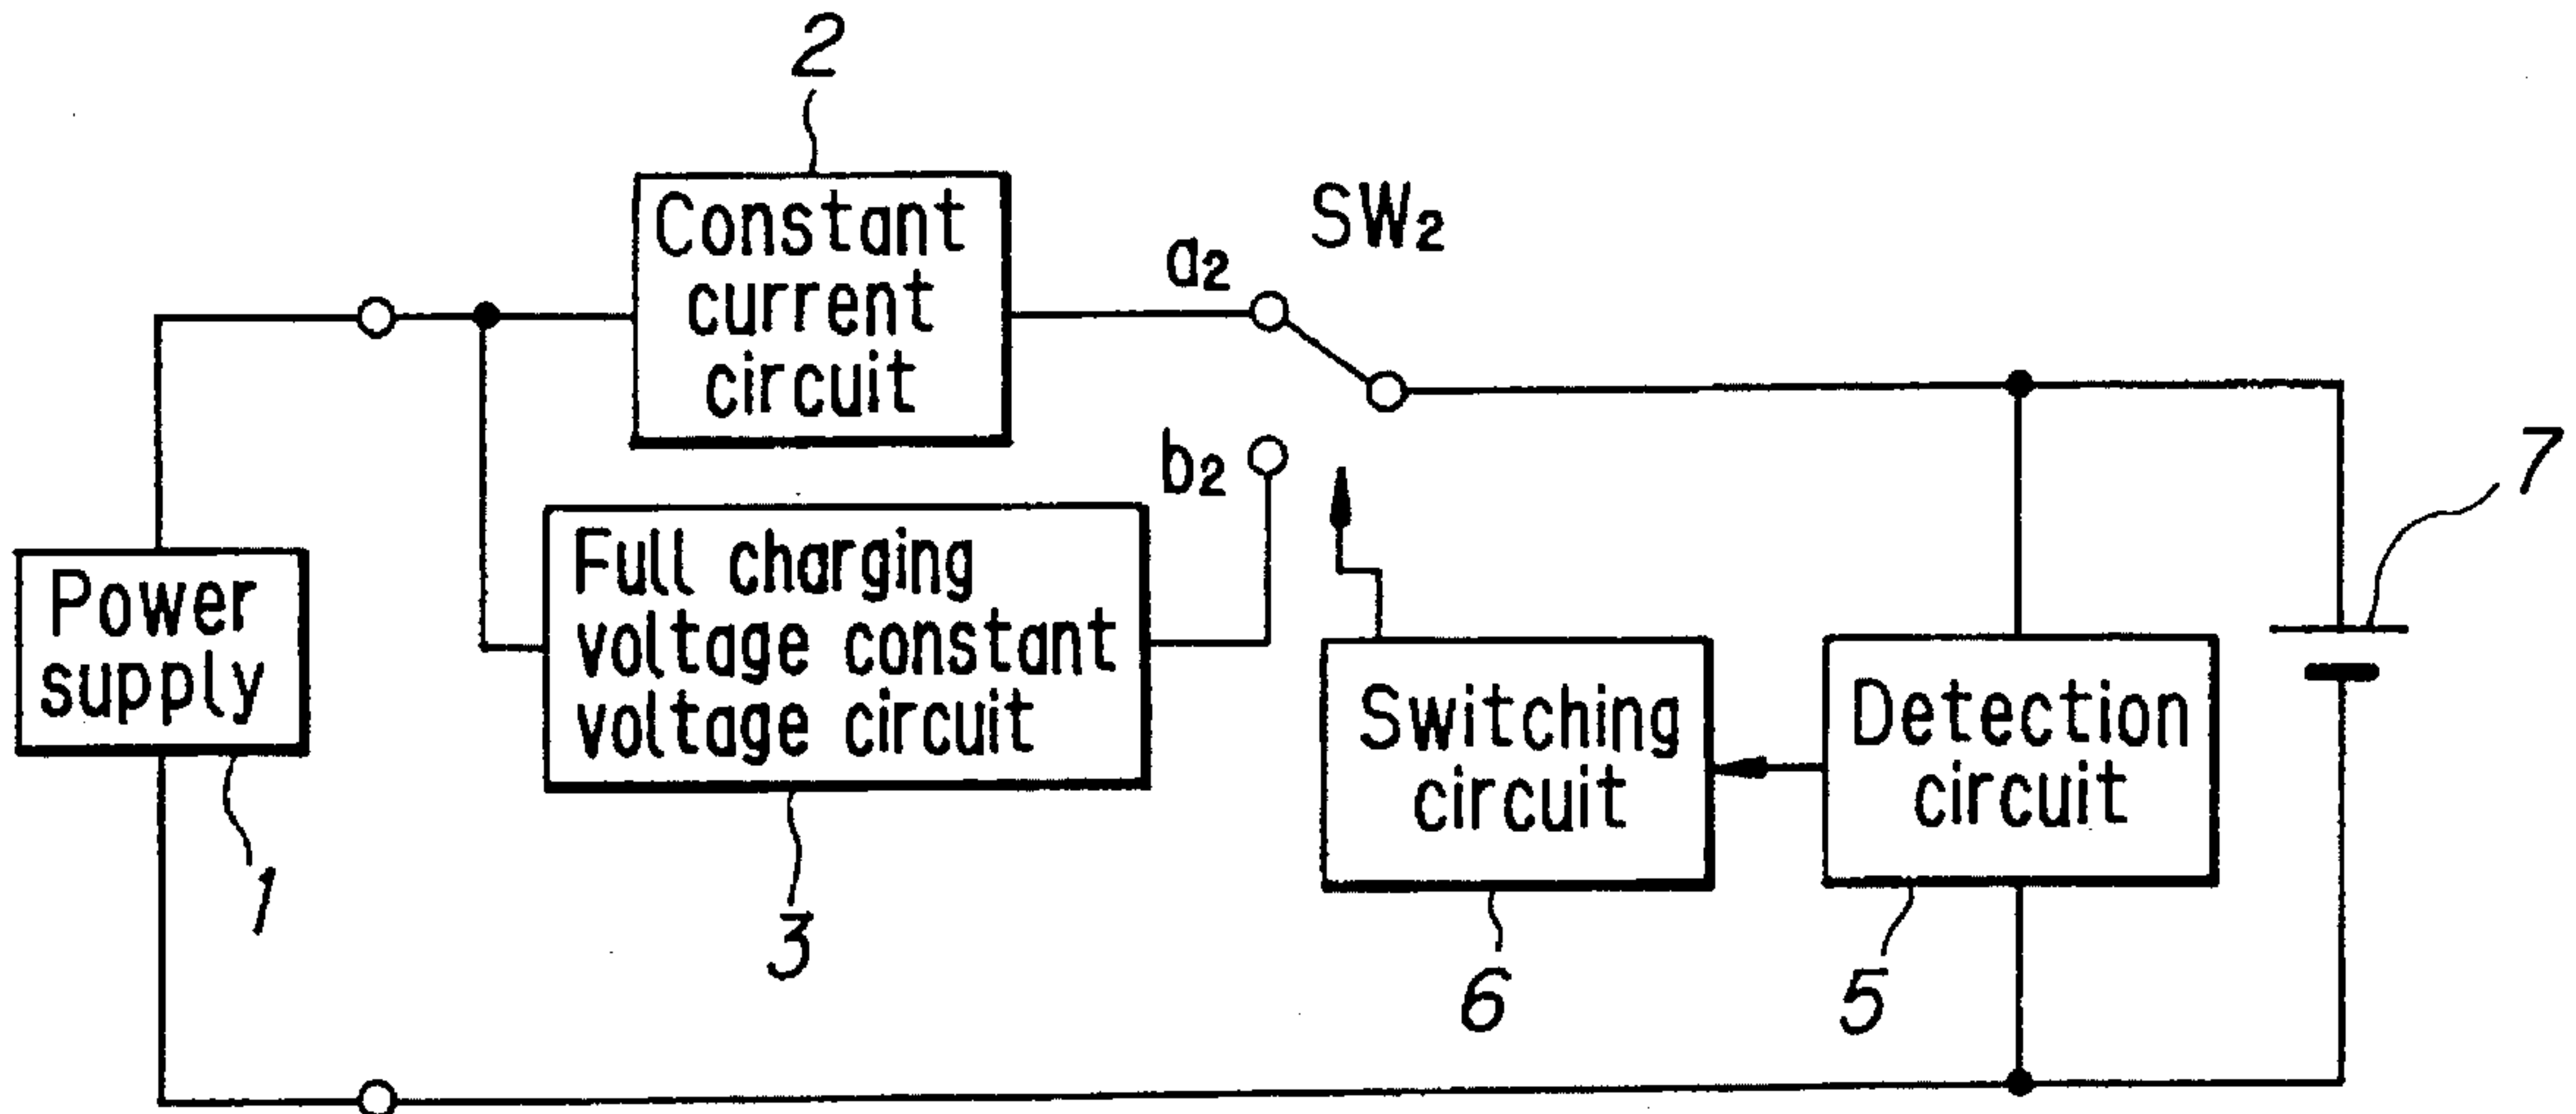 2
Constant
current
circuit
a2
SW2
b2
7
Full charging
voltage constant
voltage circuit
Power
supply
Switching
circuit
Detection
circuit
1
3
6
5